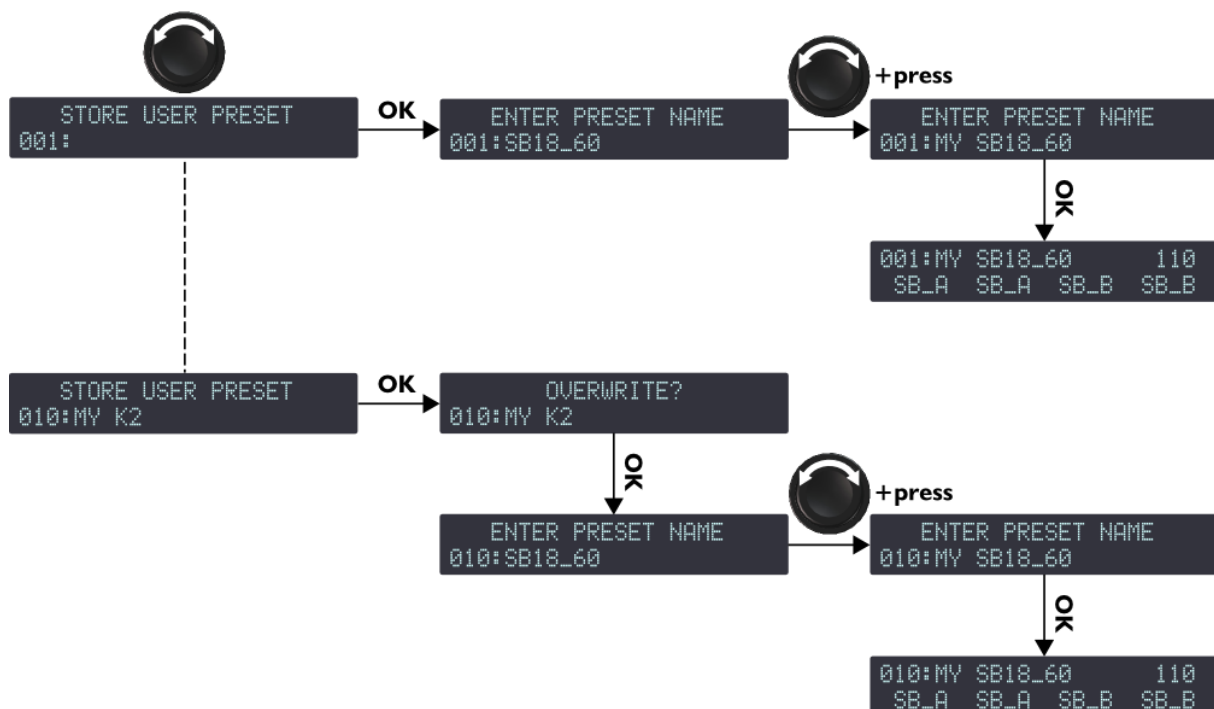 STORE USER PRESET
001:
OK
ENTER PRESET NAME
001:SB18_60
+press
ENTER PRESET NAME
001:MY SB18_60
OK
001:MY SB18_60 110
SB_A SB_A SB_B SB_B
STORE USER PRESET
010:MY K2
OK
OVERWRITE?
010:MY K2
OK
ENTER PRESET NAME
010:SB18_60
+press
ENTER PRESET NAME
010:MY SB18_60
OK
010:MY SB18_60 110
SB_A SB_A SB_B SB_B